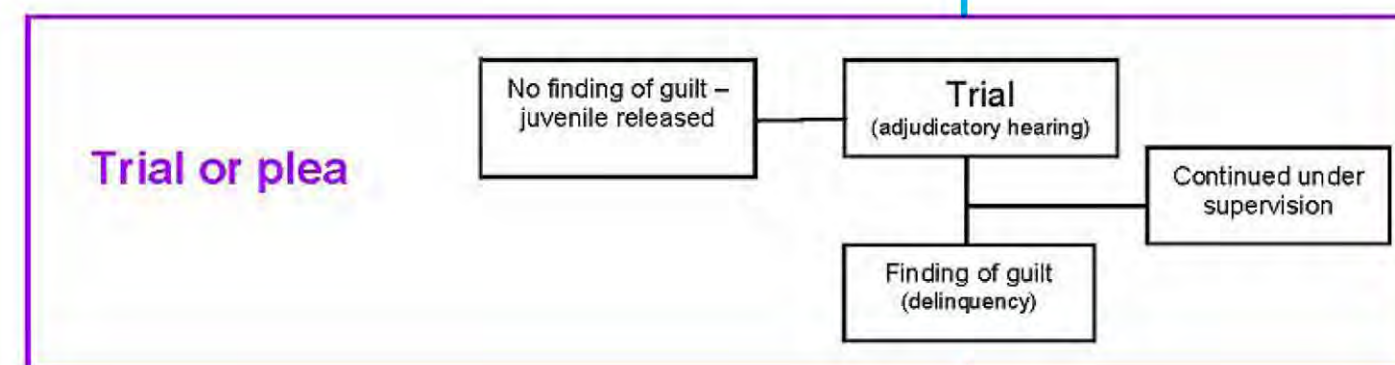 Trial or plea
No finding of guilt –
juvenile released
Trial
(adjudicatory hearing)
Continued under
supervision
Finding of guilt
(delinquency)